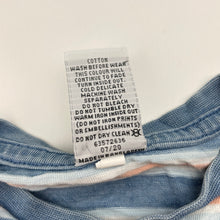 COTTON
WASH BEFORE WEAR
THIS COLOUR WILL
CONTINUE TO FADE
TURN INSIDE OUT
COLD DELICATE
MACHINE WASH
SEPARATELY
DO NOT BLEACH
DO NOT TUMBLE DRY
WARM IRON INSIDE OUT
(DO NOT IRON PRINTS
OR EMBELLISHMENTS)
DO NOT DRY CLEAN
63572636
07/20
MADE IN